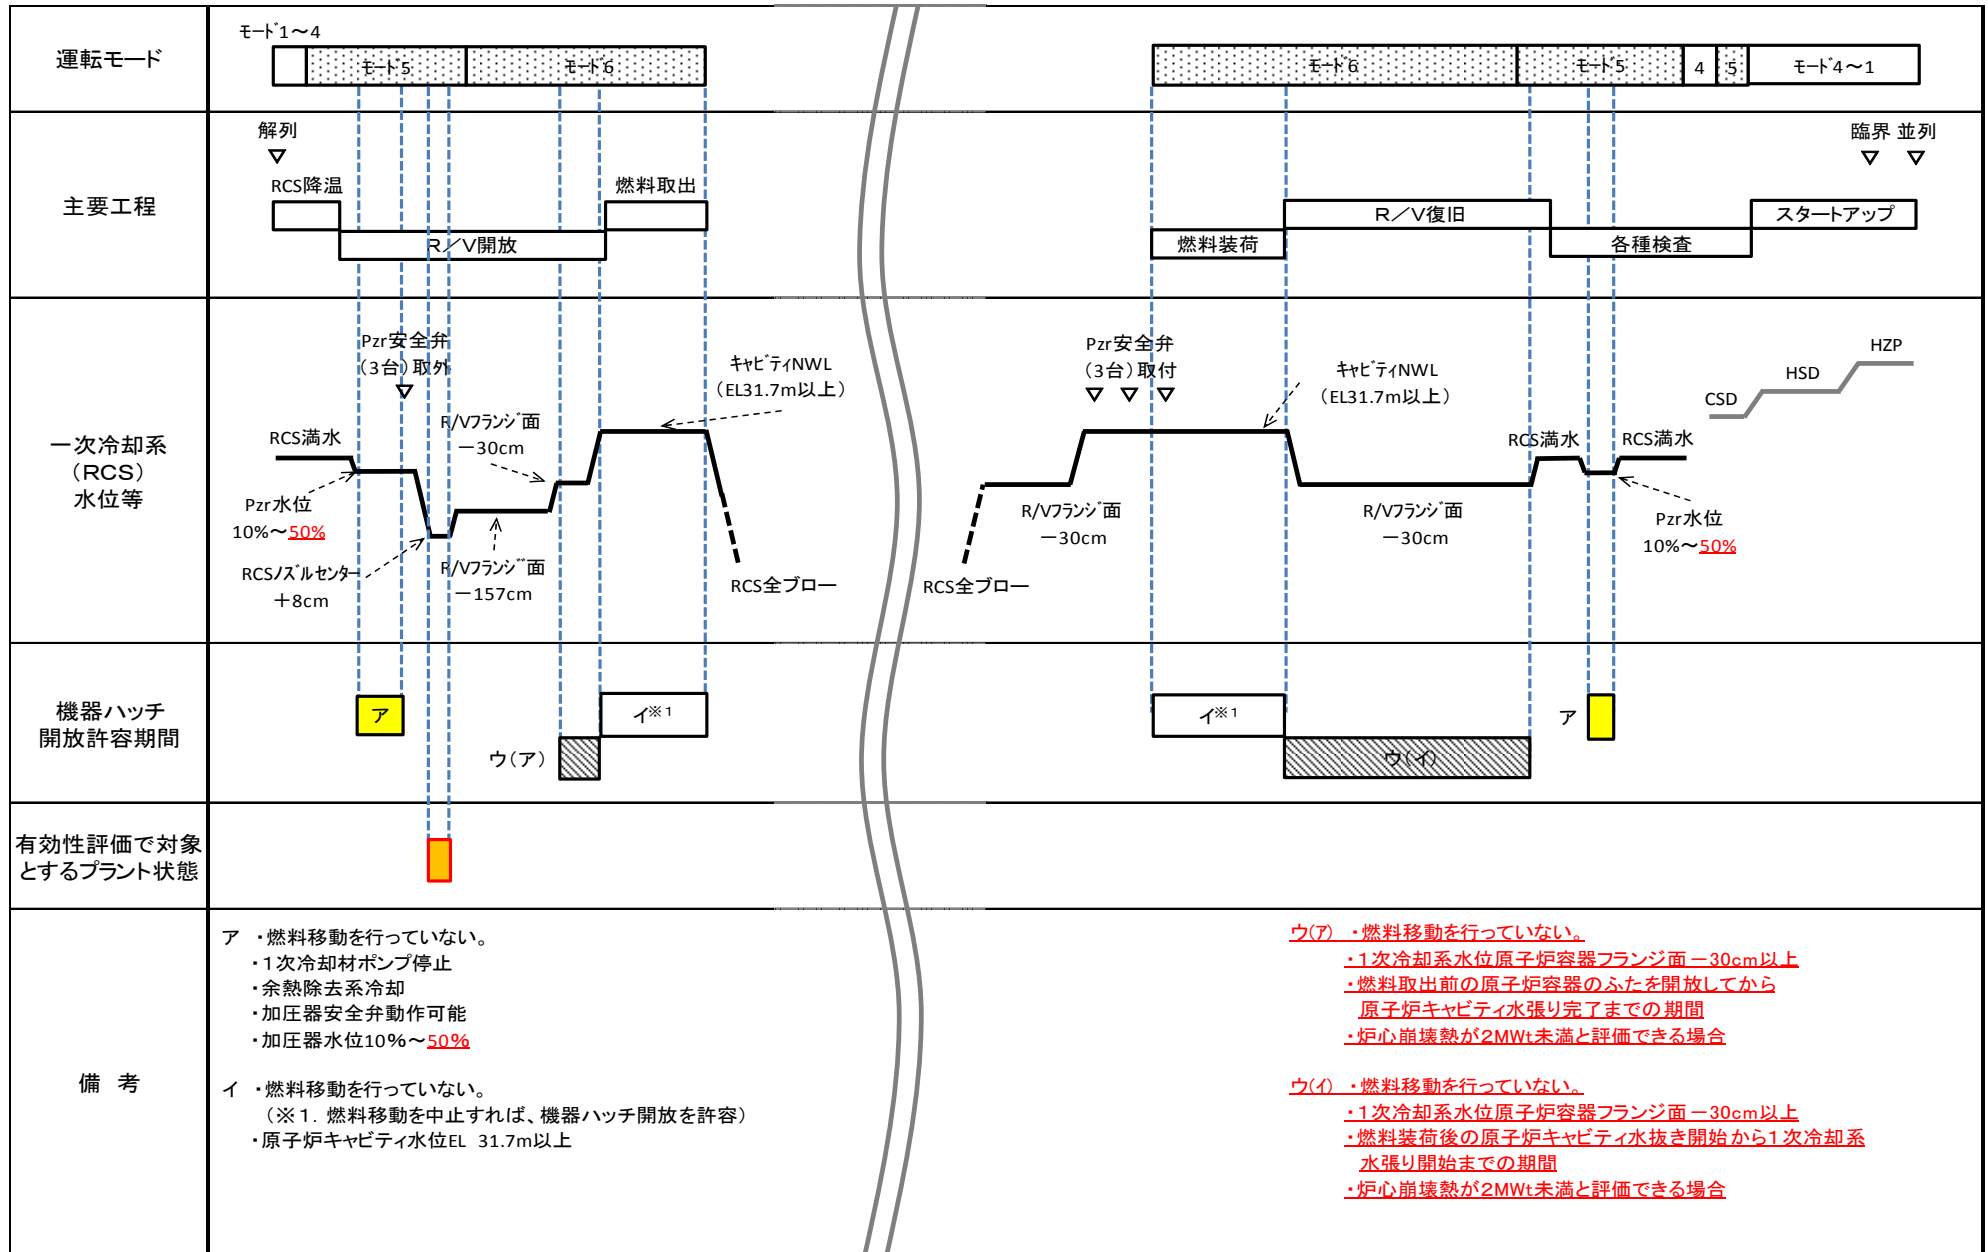 運転モード
ﾓｰﾄﾞ1～4
ﾓｰﾄﾞ5
ﾓｰﾄﾞ6
ﾓｰﾄﾞ6
ﾓｰﾄﾞ5
4
5
ﾓｰﾄﾞ4～1
主要工程
解列
▽
RCS降温
R／V開放
燃料取出
燃料装荷
R／V復旧
各種検査
スタートアップ
臨界 並列
▽ ▽
一次冷却系
（RCS）
水位等
RCS満水
Pzr水位
10%～50%
Pzr安全弁
（3台）取外
▽
RCSﾉｽﾞﾙｾﾝﾀｰ
＋8cm
R/Vﾌﾗﾝｼﾞ面
－30cm
R/Vﾌﾗﾝｼﾞ面
－157cm
ｷｬﾋﾞﾃｨNWL
（EL31.7m以上）
RCS全ブロー
RCS全ブロー
R/Vﾌﾗﾝｼﾞ面
－30cm
Pzr安全弁
（3台）取付
▽ ▽ ▽
ｷｬﾋﾞﾃｨNWL
（EL31.7m以上）
R/Vﾌﾗﾝｼﾞ面
－30cm
RCS満水
RCS満水
Pzr水位
10%～50%
CSD
HSD
HZP
機器ハッチ
開放許容期間
ア
ウ(ア)
イ※1
イ※1
ウ(イ)
ア
有効性評価で対象
とするプラント状態
備 考
ア ・燃料移動を行っていない。
・1次冷却材ポンプ停止
・余熱除去系冷却
・加圧器安全弁動作可能
・加圧器水位10%～50%
イ ・燃料移動を行っていない。
（※1．燃料移動を中止すれば、機器ハッチ開放を許容）
・原子炉キャビティ水位EL 31.7m以上
ウ(ア) ・燃料移動を行っていない。
・1次冷却系水位原子炉容器フランジ面－30cm以上
・燃料取出前の原子炉容器のふたを開放してから
原子炉キャビティ水張り完了までの期間
・炉心崩壊熱が2MWt未満と評価できる場合
ウ(イ) ・燃料移動を行っていない。
・1次冷却系水位原子炉容器フランジ面－30cm以上
・燃料装荷後の原子炉キャビティ水抜き開始から1次冷却系
水張り開始までの期間
・炉心崩壊熱が2MWt未満と評価できる場合